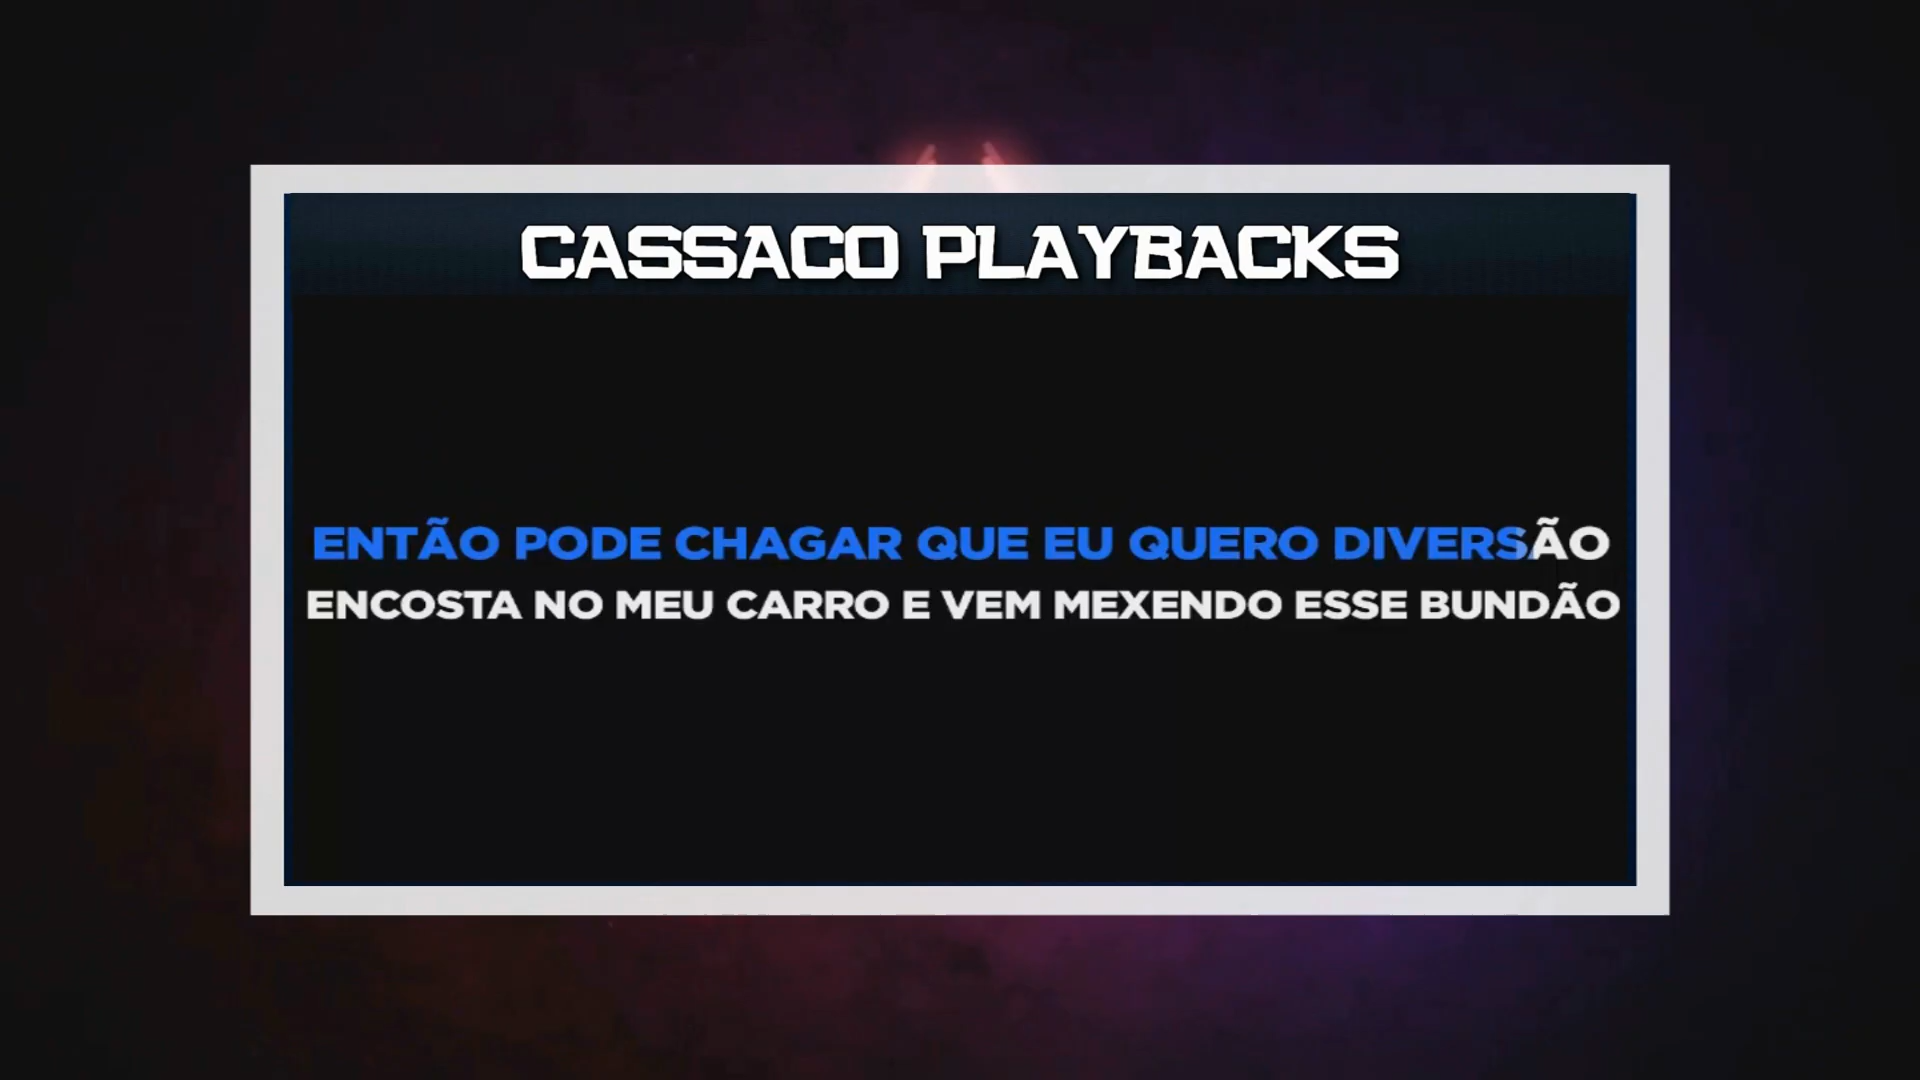 CASSACO PLAYBACKS
ENTÃO PODE CHAGAR QUE EU QUERO DIVERSÃO
ENCOSTA NO MEU CARRO E VEM MEXENDO ESSE BUNDÃO